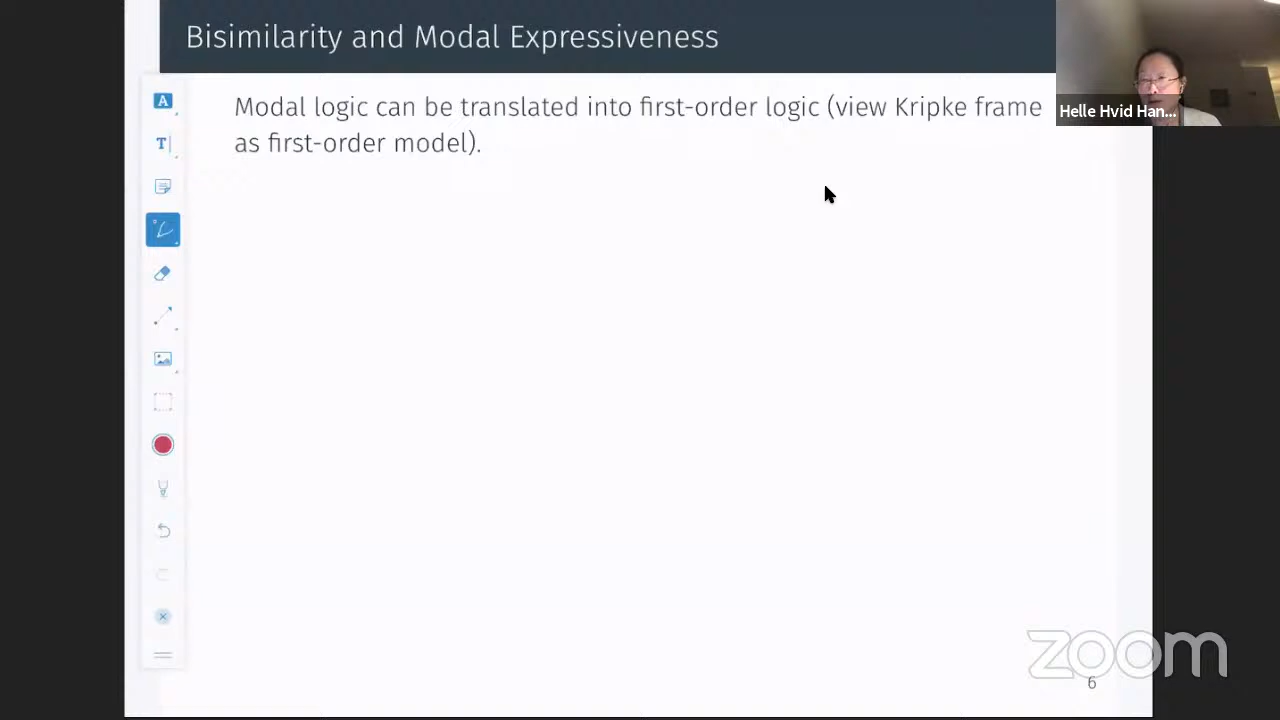 Bisimilarity and Modal Expressiveness
Helle Hvid Han...
Modal logic can be translated into first-order logic (view Kripke frame
as first-order model).
A
T
zoom
6